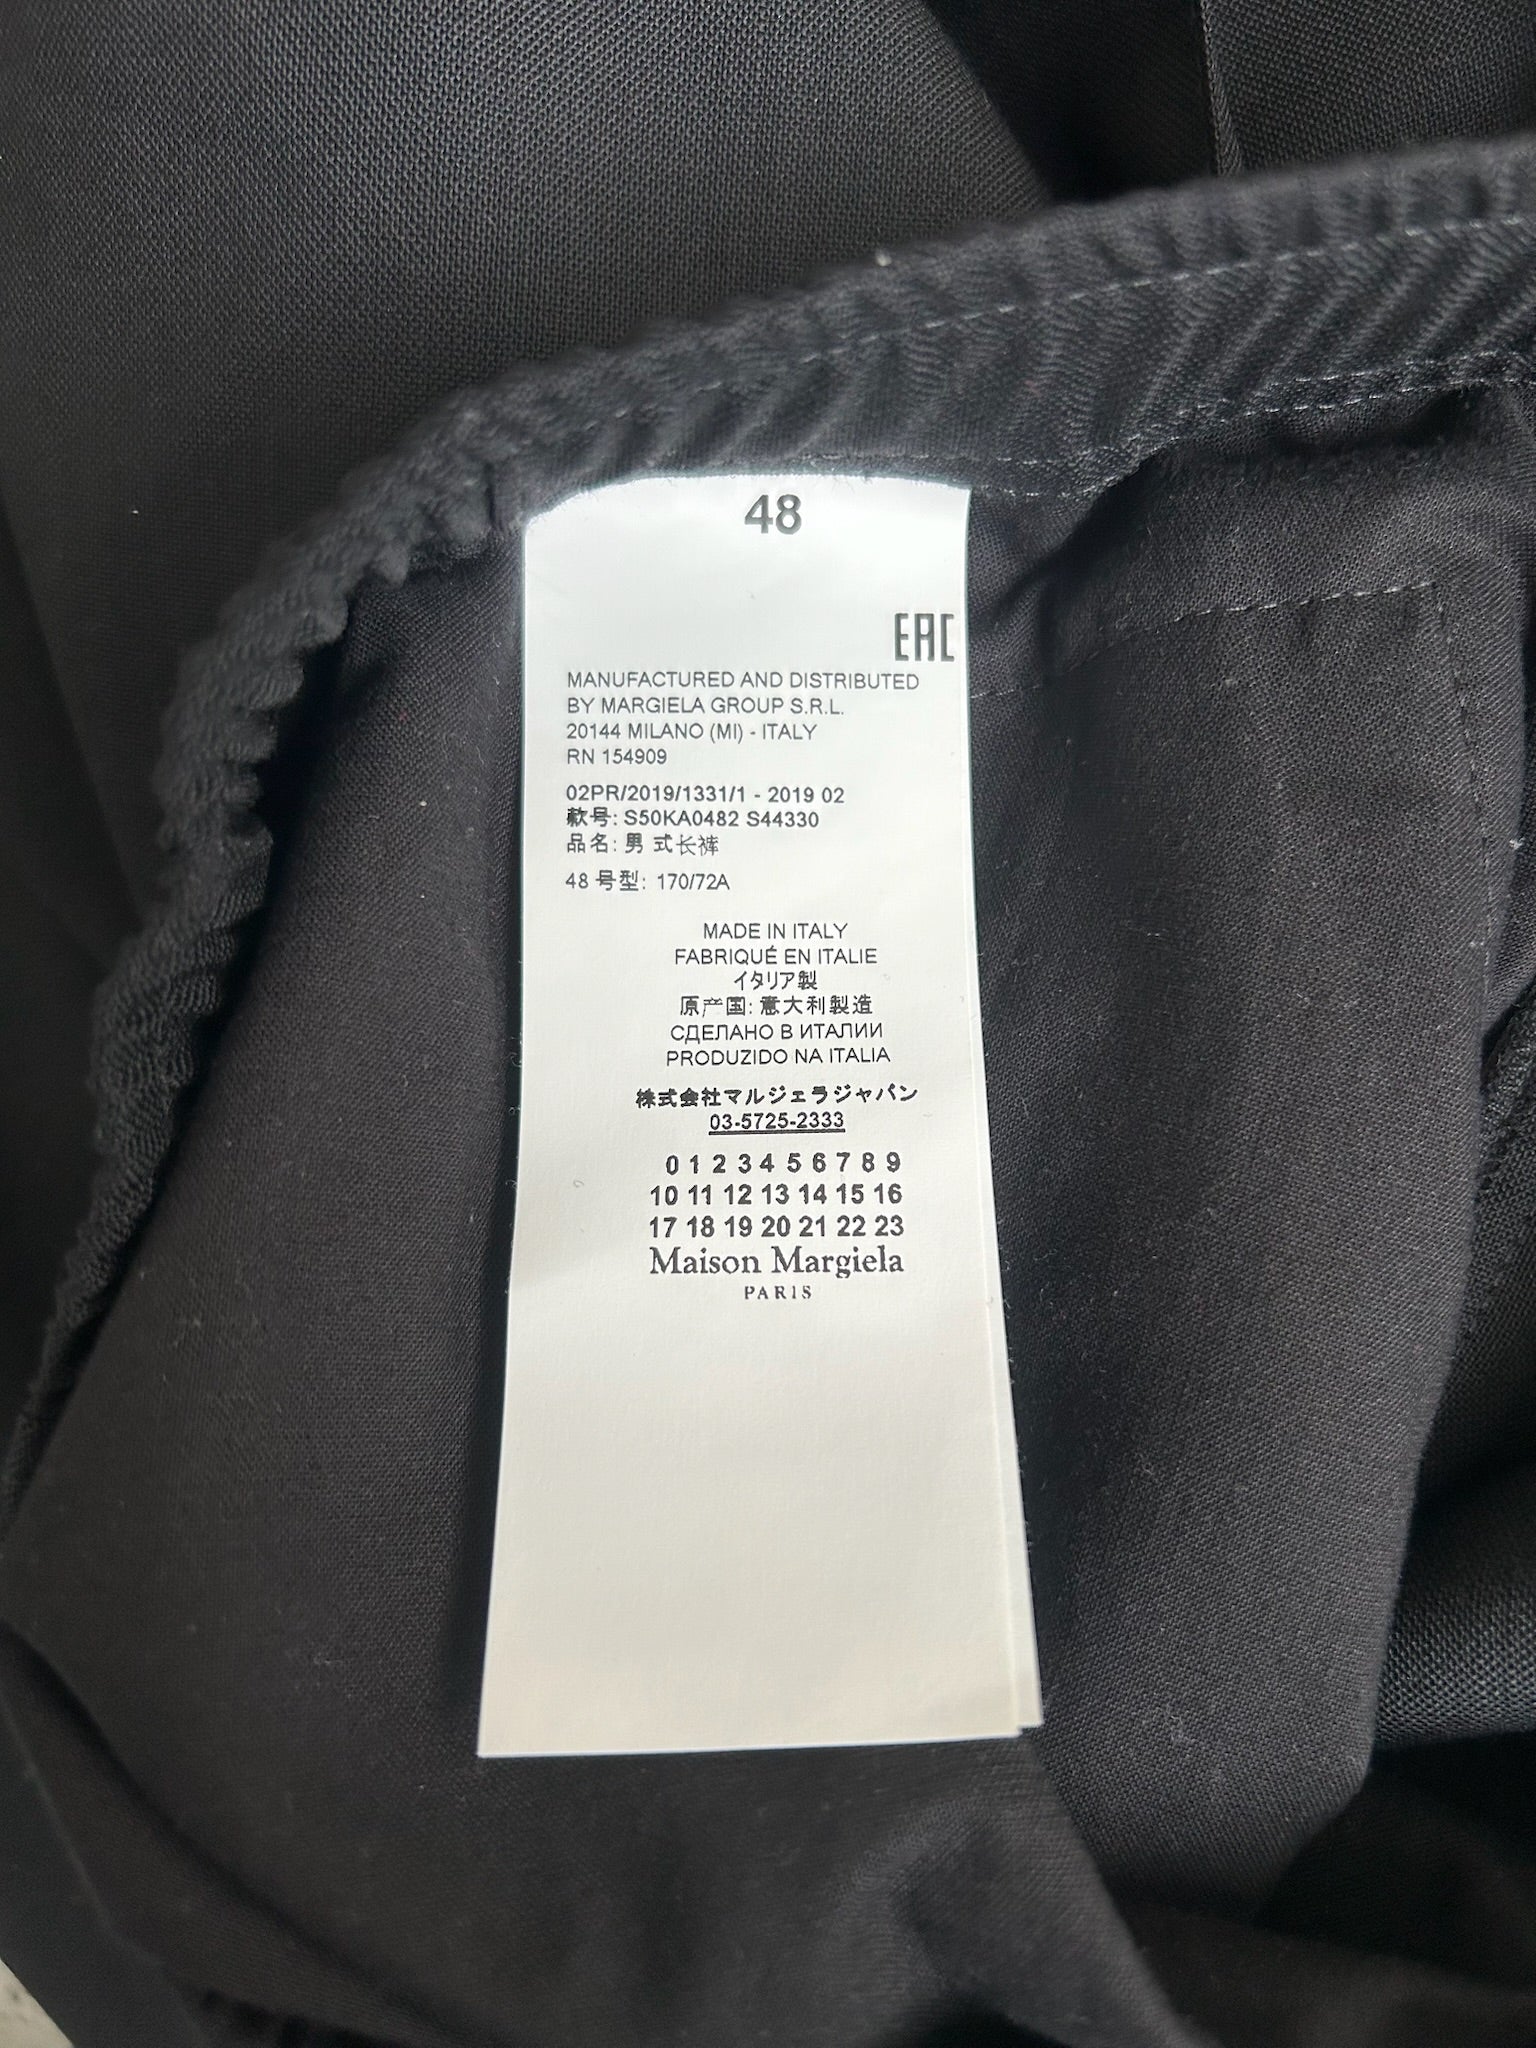 48
EAC
MANUFACTURED AND DISTRIBUTED
BY MARGIELA GROUP S.R.L.
20144 MILANO (MI) - ITALY
RN 154909
02PR/2019/1331/1 - 2019 02
款号: S50KA0482 S44330
品名: 男 式长裤
48 号型: 170/72A
MADE IN ITALY
FABRIQUÉ EN ITALIE
イタリア製
原产国: 意大利製造
СДЕЛАНО В ИТАЛИИ
PRODUZIDO NA ITALIA
株式会社マルジェラジャパン
03-5725-2333
0 1 2 3 4 5 6 7 8 9
10 11 12 13 14 15 16
17 18 19 20 21 22 23
Maison Margiela
PARIS